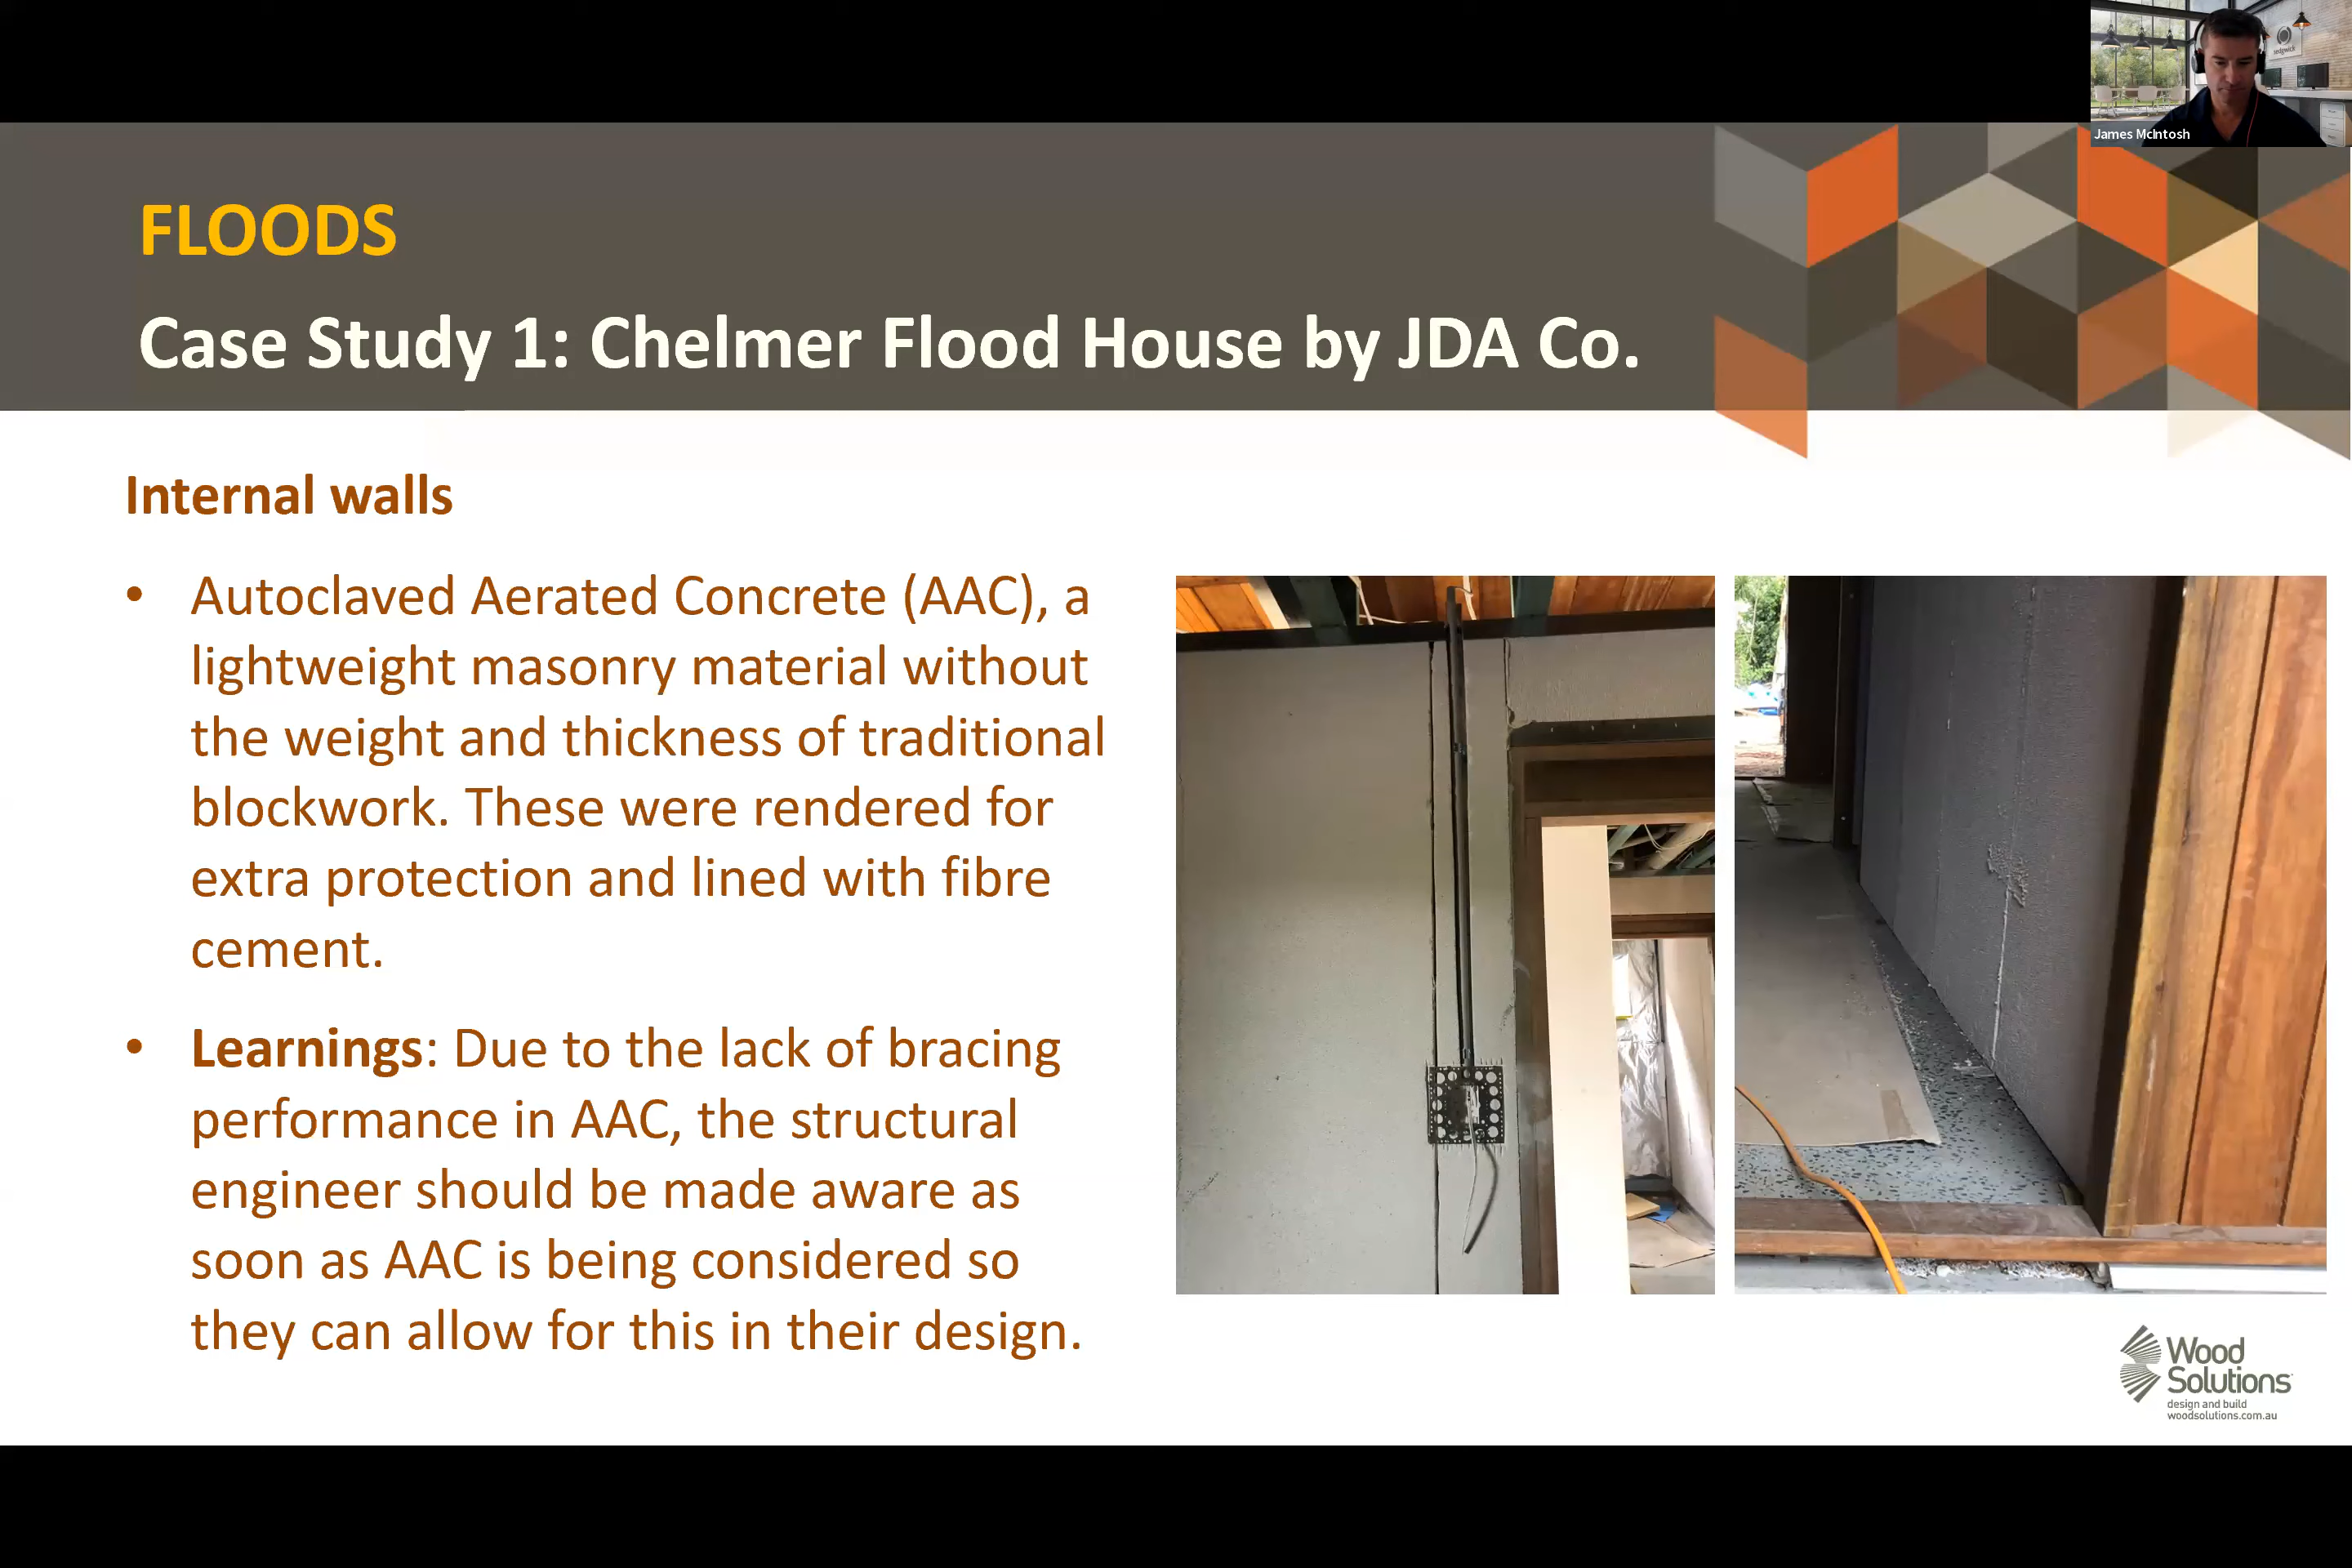 sedgwick
James McIntosh
FLOODS
Case Study 1: Chelmer Flood House by JDA Co.
Internal walls
• Autoclaved Aerated Concrete (AAC), a
lightweight masonry material without
the weight and thickness of traditional
blockwork. These were rendered for
extra protection and lined with fibre
cement.
• Learnings: Due to the lack of bracing
performance in AAC, the structural
engineer should be made aware as
soon as AAC is being considered so
they can allow for this in their design.
Wood
Solutions
design and build
woodsolutions.com.au